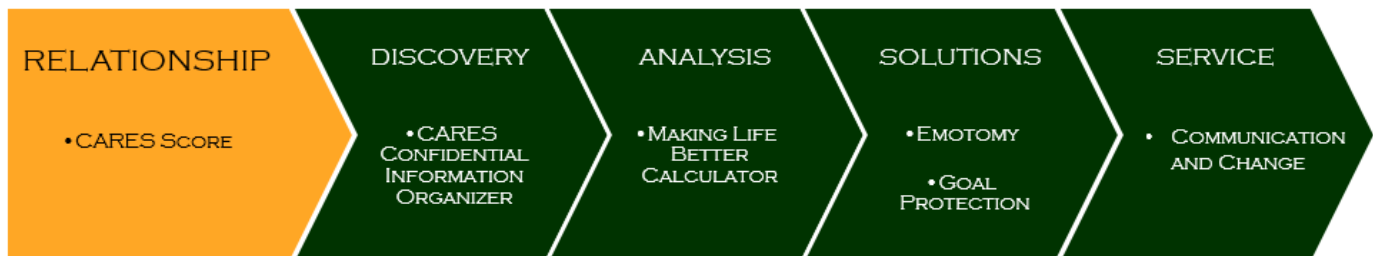 RELATIONSHIP
•CARES SCORE
DISCOVERY
•CARES
CONFIDENTIAL
INFORMATION
ORGANIZER
ANALYSIS
•MAKING LIFE
BETTER
CALCULATOR
SOLUTIONS
•EMOTOMY
•GOAL
PROTECTION
SERVICE
• COMMUNICATION
AND CHANGE